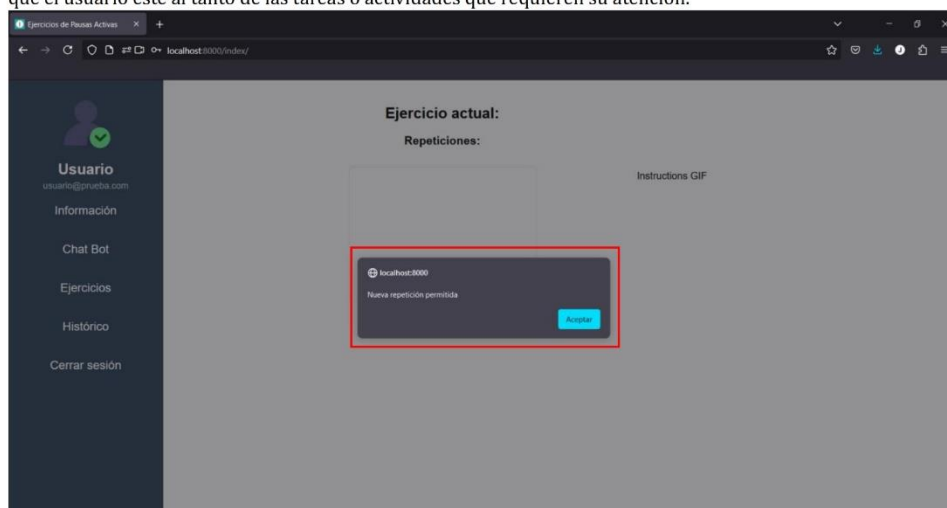 que el usuario esté al tanto de las tareas o actividades que requieren su atención.
Ejercicios de Pausas Activas
localhost:8000/index/
Usuario
usuario@prueba.com
Información
Chat Bot
Ejercicios
Histórico
Cerrar sesión
Ejercicio actual:
Repeticiones:
Instructions GIF
localhost:8000
Nueva repetición permitida
Aceptar